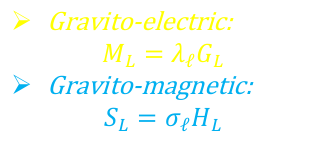 ➢ Gravito-electric:
M_L = λ_ℓ G_L
➢ Gravito-magnetic:
S_L = σ_ℓ H_L